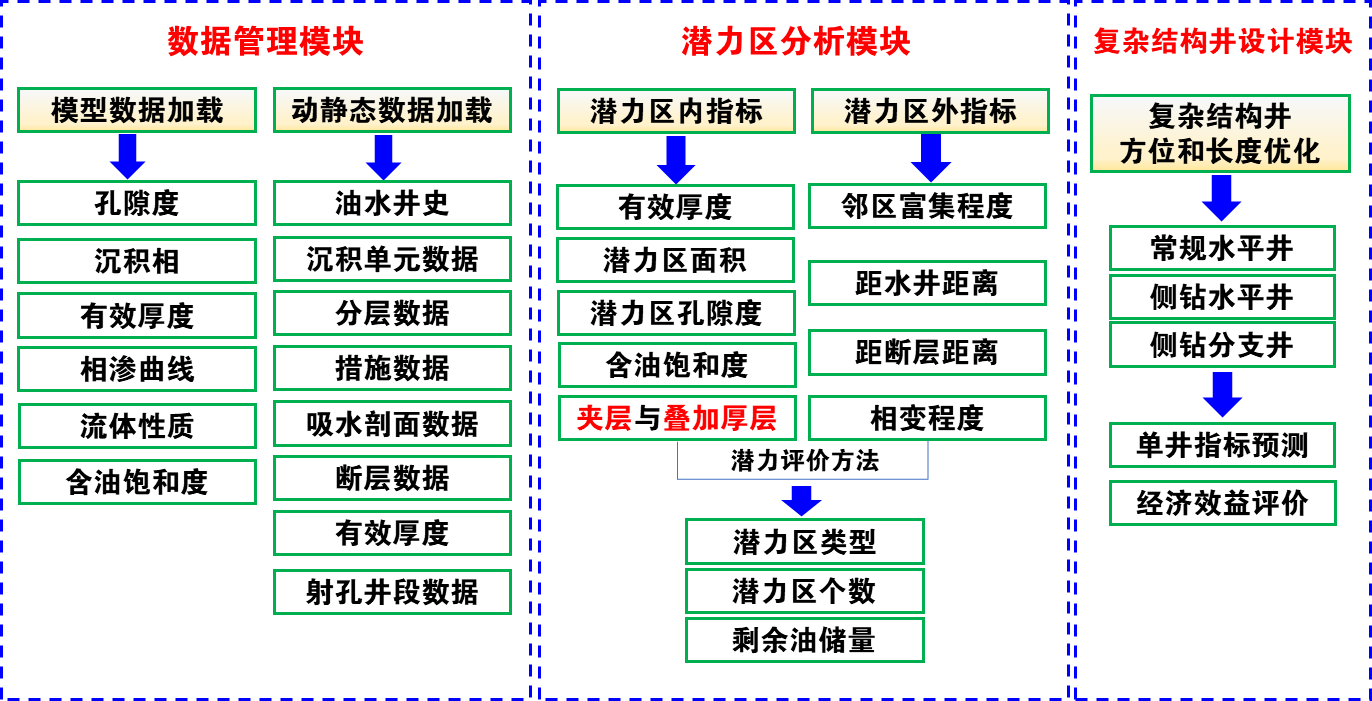 数据管理模块
模型数据加载
孔隙度
沉积相
有效厚度
相渗曲线
流体性质
含油饱和度
动静态数据加载
油水井史
沉积单元数据
分层数据
措施数据
吸水剖面数据
断层数据
有效厚度
射孔井段数据
潜力区分析模块
潜力区内指标
有效厚度
潜力区面积
潜力区孔隙度
含油饱和度
夹层与叠加厚层
潜力区外指标
邻区富集程度
距水井距离
距断层距离
相变程度
潜力评价方法
潜力区类型
潜力区个数
剩余油储量
复杂结构井设计模块
复杂结构井
方位和长度优化
常规水平井
侧钻水平井
侧钻分支井
单井指标预测
经济效益评价